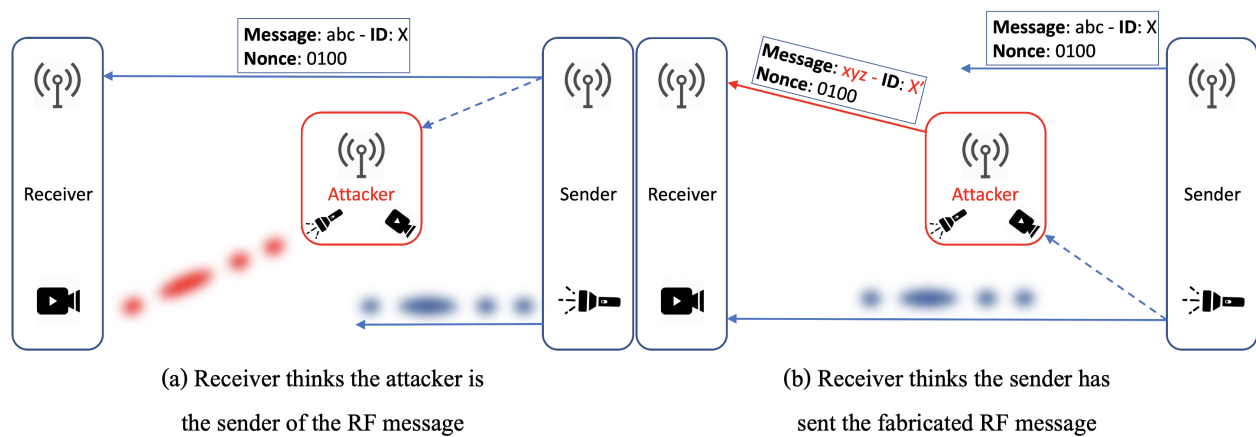 Message: abc - ID: X
Nonce: 0100
Receiver
Attacker
Sender
(a) Receiver thinks the attacker is
the sender of the RF message
Message: abc - ID: X
Nonce: 0100
Message: xyz - ID: X'
Nonce: 0100
Receiver
Attacker
Sender
(b) Receiver thinks the sender has
sent the fabricated RF message